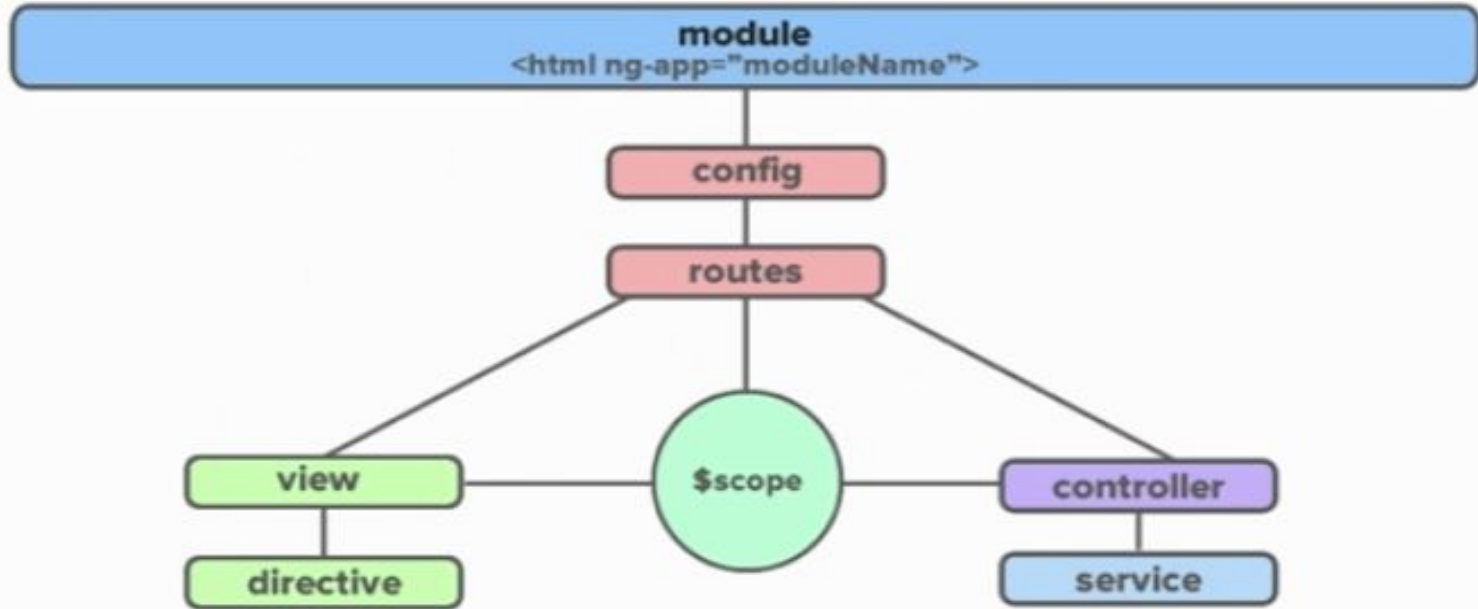 module
<html ng-app="moduleName">
config
routes
view
$scope
controller
directive
service